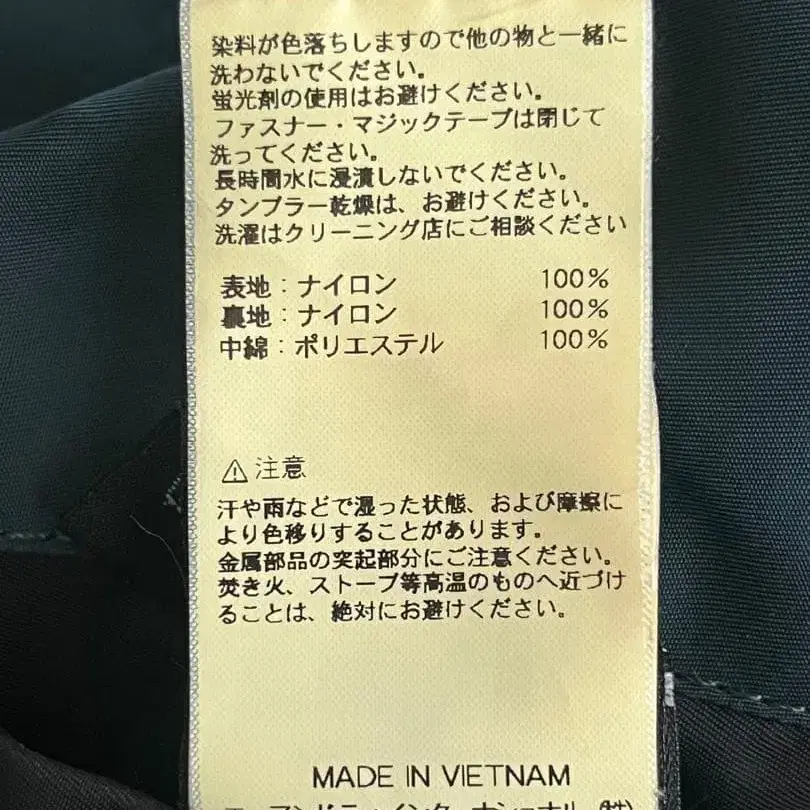 染料が色落ちしますので他の物と一緒に
洗わないでください。
蛍光剤の使用はお避けください。
ファスナー・マジックテープは閉じて
洗ってください。
長時間水に浸漬しないでください。
タンブラー乾燥は、お避けください。
洗濯はクリーニング店にご相談ください
表地：ナイロン 100%
裏地：ナイロン 100%
中綿：ポリエステル 100%
⚠注意
汗や雨などで湿った状態、および摩擦に
より色移りすることがあります。
金属部品の突起部分にご注意ください。
焚き火、ストーブ等高温のものへ近づけ
ることは、絶対にお避けください。
MADE IN VIETNAM